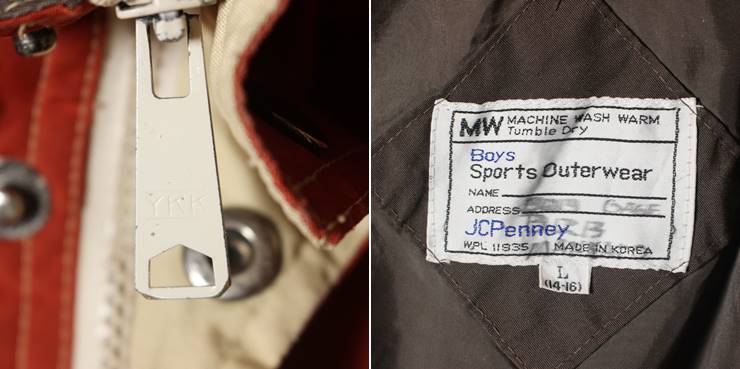 YKK
MW MACHINE WASH WARM
Tumble Dry
Boys
Sports Outerwear
NAME
ADDRESS
JCPenney
WPL 11935 MADE IN KOREA
L
(14-16)